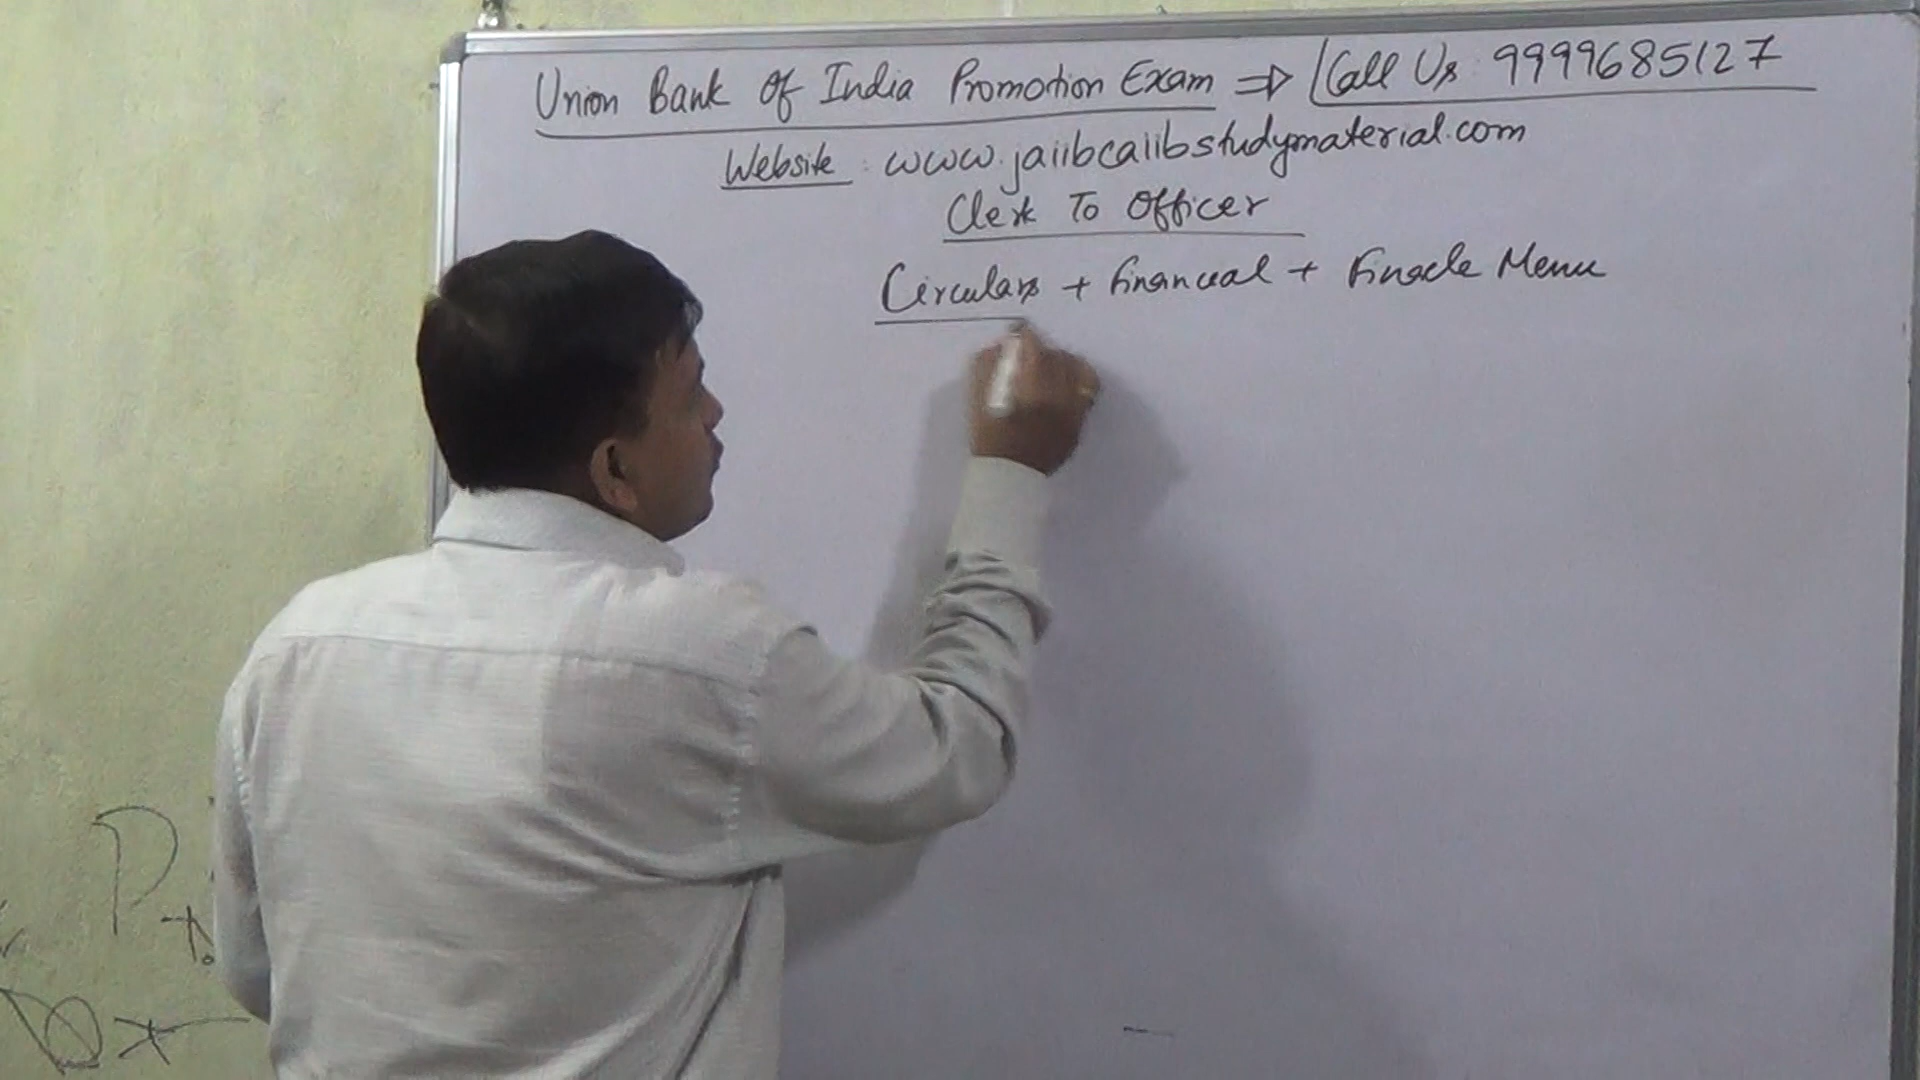 Union Bank Of India Promotion Exam ⇒ Call Us 9999685127
Website : www.jaiibcaiibstudymaterial.com
Clerk To Officer
Circulars + Financial + Finacle Menu